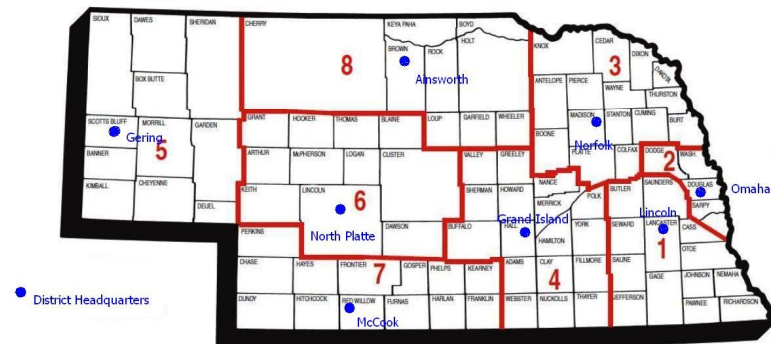 SIOUX
DAWES
SHERIDAN
CHERRY
KEYA PAHA
BOYD
HOLT
BROWN
ROCK
KNOX
CEDAR
DIXON
DAKOTA
8
3
Ainsworth
BOX BUTTE
ANTELOPE
PIERCE
WAYNE
THURSTON
SCOTTS BLUFF
MORRILL
GARDEN
GRANT
HOOKER
THOMAS
BLAINE
LOUP
GARFIELD
WHEELER
MADISON
STANTON
CUMING
BURT
Gering
5
BOONE
Norfolk
PLATTE
COLFAX
DODGE
WASH.
BANNER
ARTHUR
McPHERSON
LOGAN
CUSTER
VALLEY
GREELEY
2
KIMBALL
CHEYENNE
DEUEL
KEITH
LINCOLN
6
SHERMAN
HOWARD
NANCE
MERRICK
POLK
BUTLER
SAUNDERS
DOUGLAS
Omaha
SARPY
North Platte
DAWSON
BUFFALO
HALL
Grand Island
HAMILTON
YORK
SEWARD
Lincoln
LANCASTER
CASS
1
OTOE
PERKINS
CHASE
HAYES
FRONTIER
7
GOSPER
PHELPS
KEARNEY
ADAMS
CLAY
FILLMORE
4
SALINE
GAGE
JOHNSON
NEMAHA
DUNDY
HITCHCOCK
RED WILLOW
FURNAS
HARLAN
FRANKLIN
WEBSTER
NUCKOLLS
THAYER
JEFFERSON
PAWNEE
RICHARDSON
McCook
District Headquarters